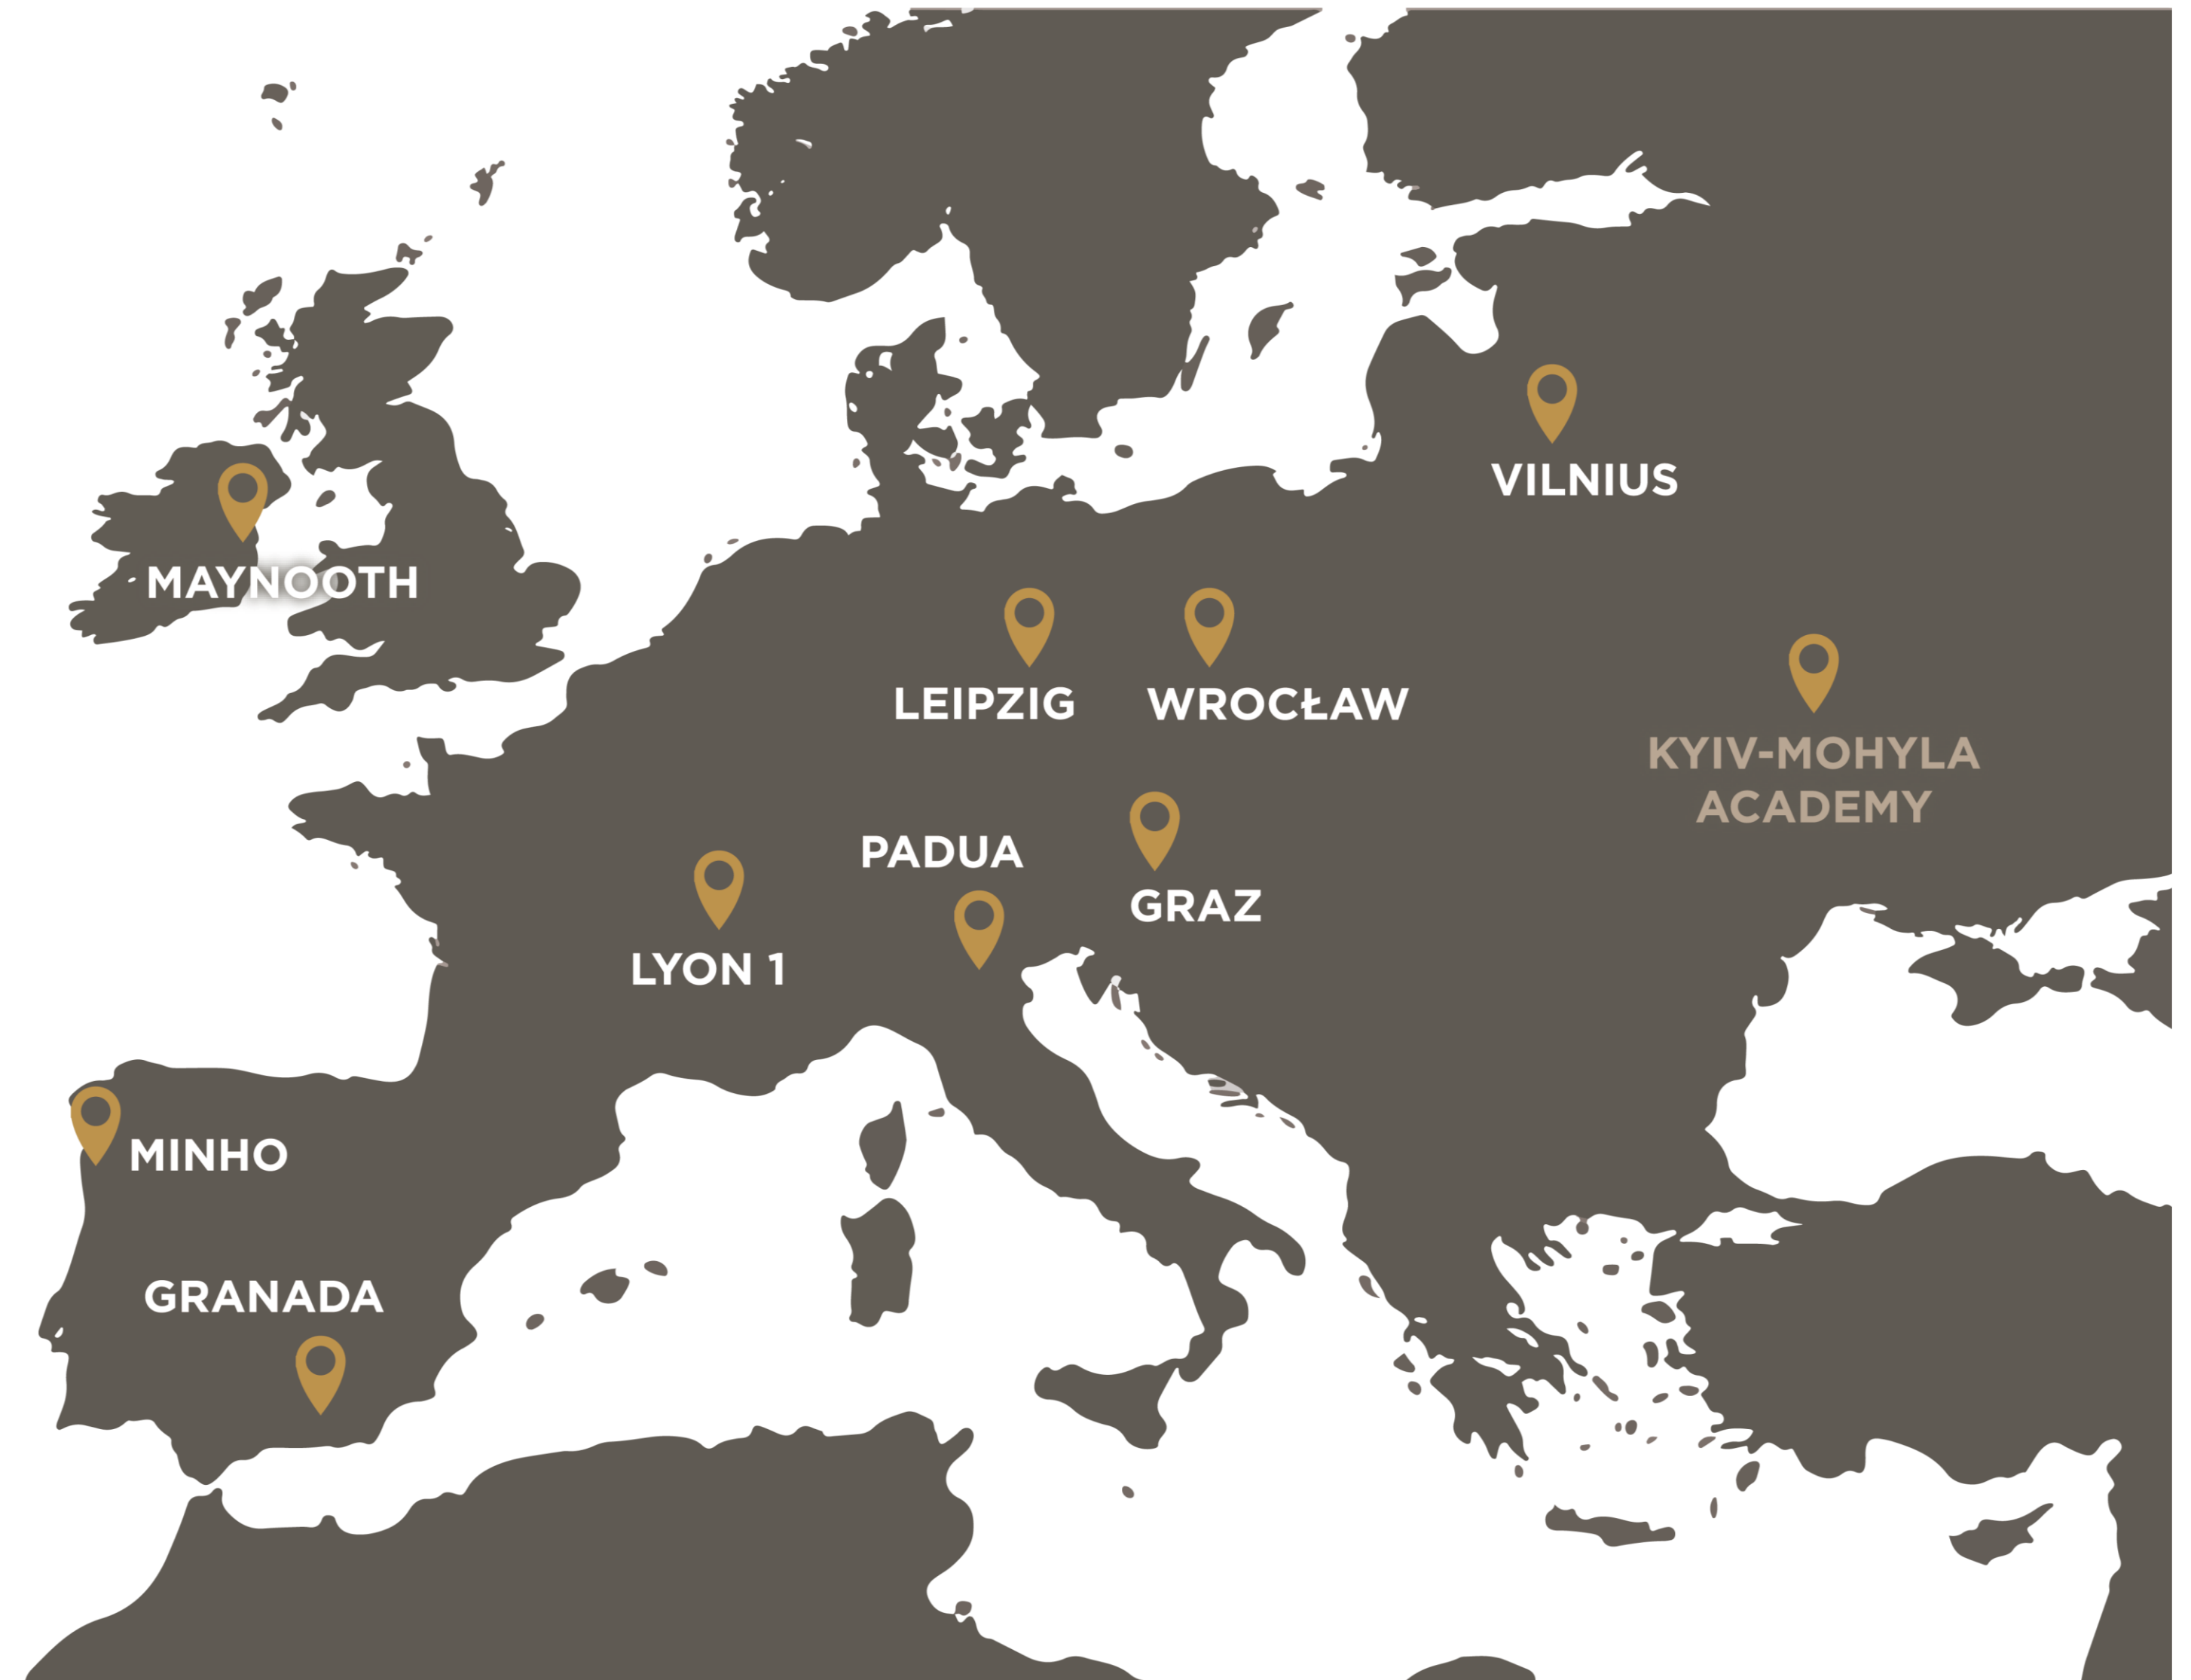 VILNIUS
MAYNOOTH
LEIPZIG
WROCŁAW
KYIV-MOHYLA
ACADEMY
PADUA
GRAZ
LYON 1
MINHO
GRANADA